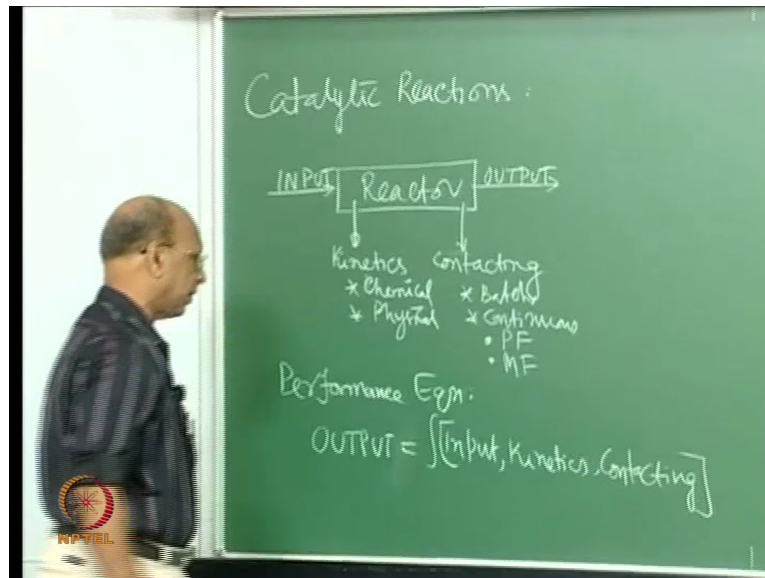 Catalytic Reactions:
INPUT Reactor OUTPUT
Kinetics Contacting
* Chemical * Batch
* Physical * Continuous
• PF
• MF
Performance Eqn:
OUTPUT = f[Input, Kinetics, Contacting]
NPTEL